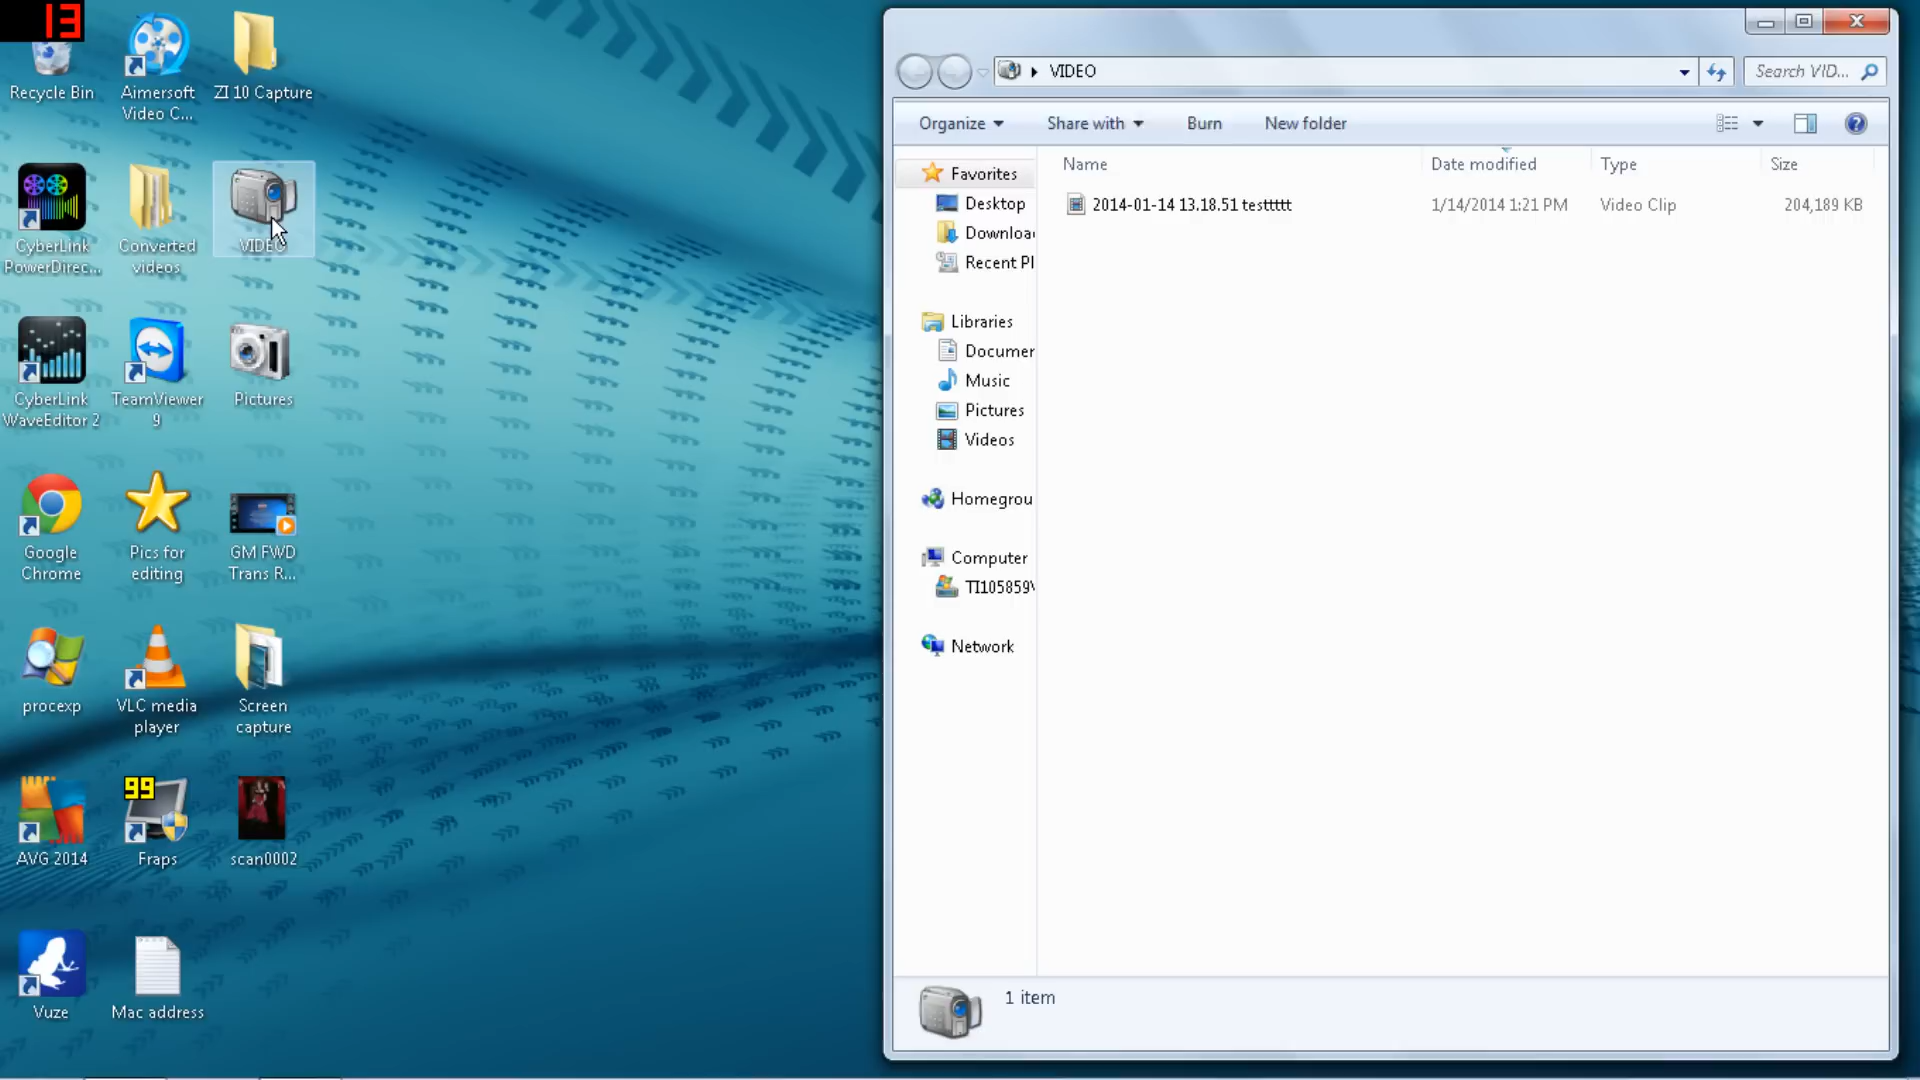 13
Recycle Bin
Aimersoft
Video C...
ZI 10 Capture
CyberLink
PowerDirec...
Converted
videos
VIDEO
CyberLink
WaveEditor 2
TeamViewer
9
Pictures
Google
Chrome
Pics for
editing
GM FWD
Trans R...
procexp
VLC media
player
Screen
capture
AVG 2014
99
Fraps
scan0002
Vuze
Mac address
VIDEO
Search VID...
Organize
Share with
Burn
New folder
Name
Date modified
Type
Size
2014-01-14 13.18.51 testtttt
1/14/2014 1:21 PM
Video Clip
204,189 KB
Favorites
Desktop
Downloa
Recent Pl
Libraries
Documer
Music
Pictures
Videos
Homegrou
Computer
TI105859
Network
1 item